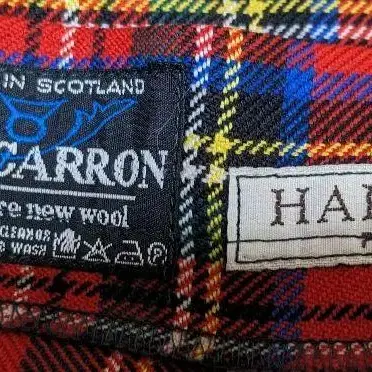 IN SCOTLAND
CARRON
re new wool
CLEANOR
D WASH
P
HA